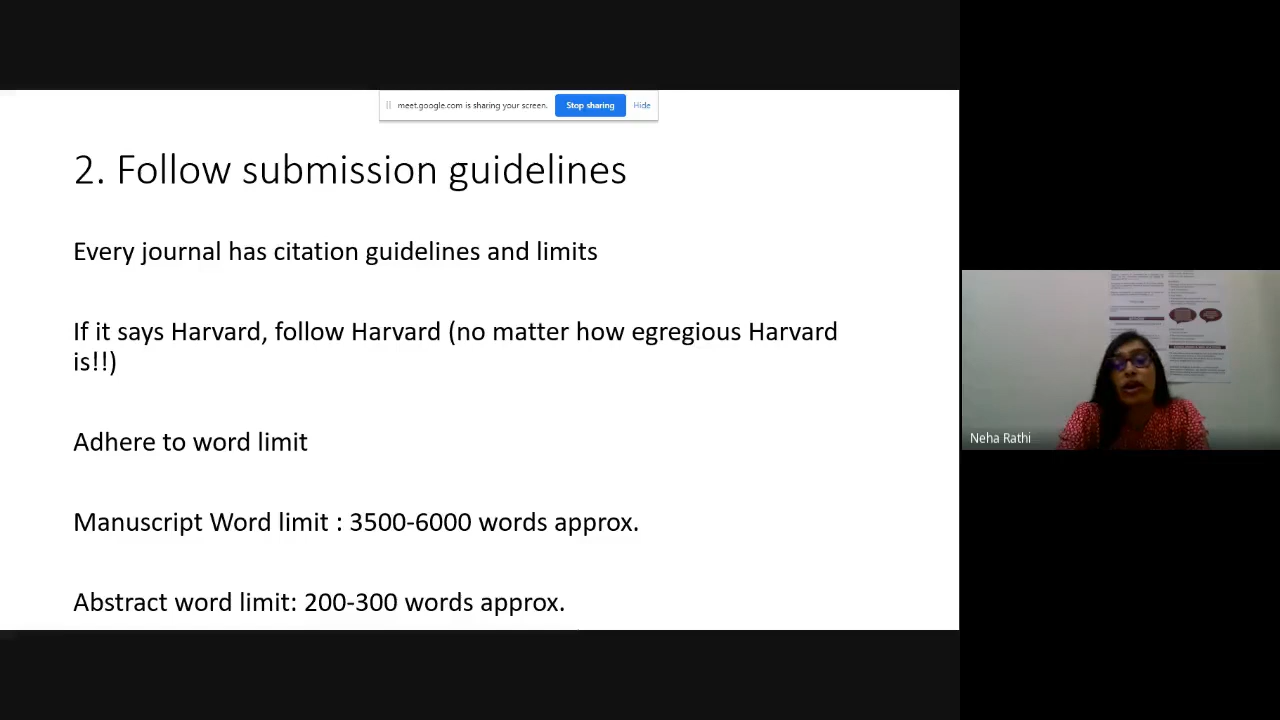 meet.google.com is sharing your screen. Stop sharing Hide
2. Follow submission guidelines
Every journal has citation guidelines and limits
If it says Harvard, follow Harvard (no matter how egregious Harvard
is!!)
Adhere to word limit
Manuscript Word limit : 3500-6000 words approx.
Abstract word limit: 200-300 words approx.
Neha Rathi